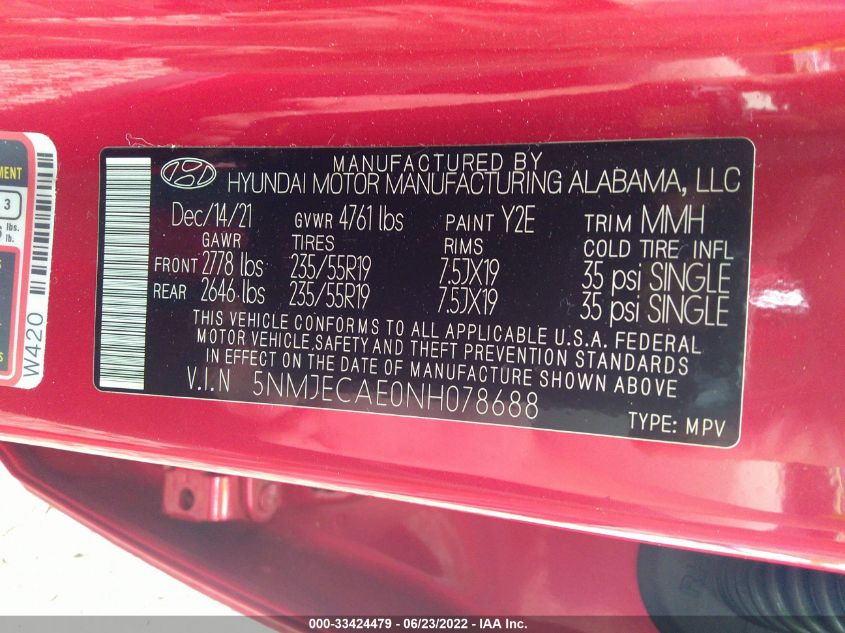 MANUFACTURED BY
HYUNDAI MOTOR MANUFACTURING ALABAMA, LLC
Dec/14/21 GVWR 4761 lbs PAINT Y2E TRIM MMH
GAWR TIRES RIMS COLD TIRE INFL
FRONT 2778 lbs 235/55R19 7.5JX19 35 psi SINGLE
REAR 2646 lbs 235/55R19 7.5JX19 35 psi SINGLE
THIS VEHICLE CONFORMS TO ALL APPLICABLE U.S.A. FEDERAL
MOTOR VEHICLE,SAFETY AND THEFT PREVENTION STANDARDS
IN EFFECT ON THE DATE OF MANUFACTURE SHOWN ABOVE
V.I.N 5NMJECAE0NH078688
TYPE: MPV
MENT
3
lbs.
lb.
W420
000-33424479 — 06/23/2022 — IAA Inc.